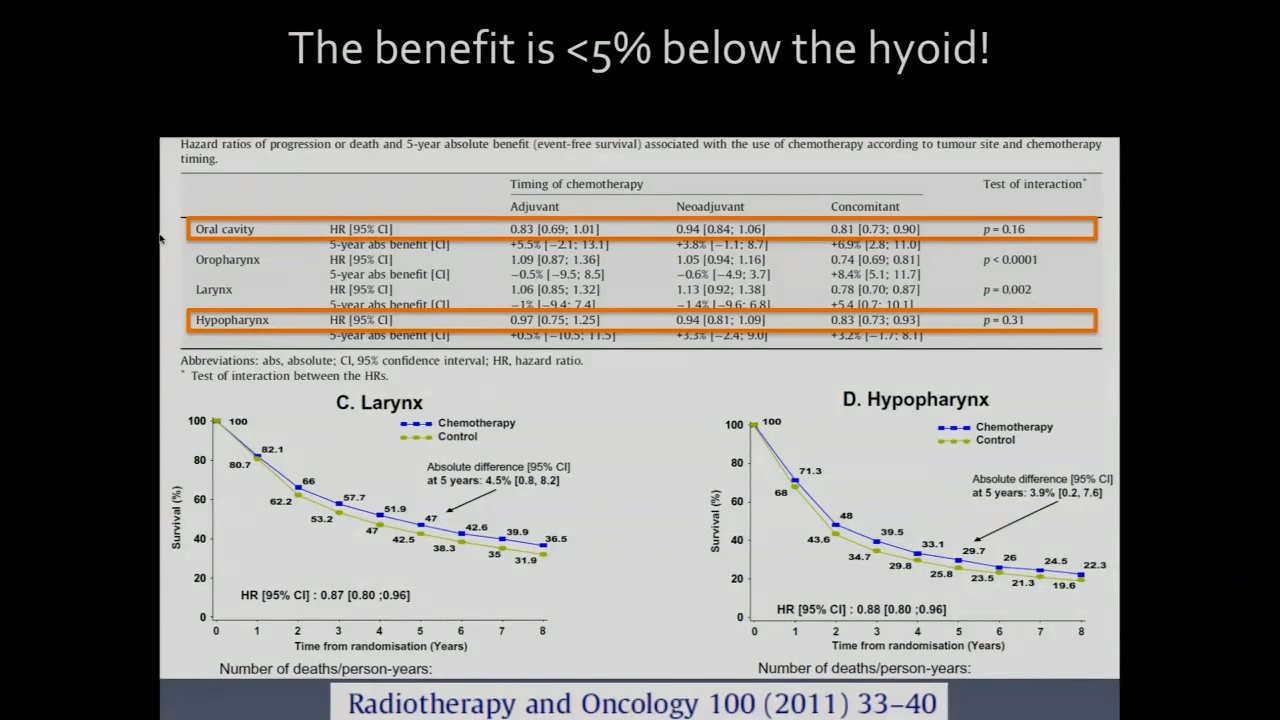 The benefit is <5% below the hyoid!
Hazard ratios of progression or death and 5-year absolute benefit (event-free survival) associated with the use of chemotherapy according to tumour site and chemotherapy
timing.
Timing of chemotherapy Test of interaction*
Adjuvant Neoadjuvant Concomitant
Oral cavity HR [95% CI] 0.83 [0.69; 1.01] 0.94 [0.84; 1.06] 0.81 [0.73; 0.90] p = 0.16
5-year abs benefit [CI] +5.5% [−2.1; 13.1] +3.8% [−1.1; 8.7] +6.9% [2.8; 11.0]
Oropharynx HR [95% CI] 1.09 [0.87; 1.36] 1.05 [0.94; 1.16] 0.74 [0.69; 0.81] p < 0.0001
5-year abs benefit [CI] −0.5% [−9.5; 8.5] −0.6% [−4.9; 3.7] +8.4% [5.1; 11.7]
Larynx HR [95% CI] 1.06 [0.85; 1.32] 1.13 [0.92; 1.38] 0.78 [0.70; 0.87] p = 0.002
5-year abs benefit [CI] −1% [−9.4; 7.4] −1.4% [−9.6; 6.8] +5.4 [0.7; 10.1]
Hypopharynx HR [95% CI] 0.97 [0.75; 1.25] 0.94 [0.81; 1.09] 0.83 [0.73; 0.93] p = 0.31
5-year abs benefit [CI] +0.5% [−10.5; 11.5] +3.3% [−2.4; 9.0] +3.2% [−1.7; 8.1]
Abbreviations: abs, absolute; CI, 95% confidence interval; HR, hazard ratio.
* Test of interaction between the HRs.
C. Larynx
Chemotherapy
Control
Absolute difference [95% CI]
at 5 years: 4.5% [0.8, 8.2]
Survival (%)
100
80
60
40
20
0
100
82.1
66
57.7
51.9
47
42.6
39.9
36.5
80.7
62.2
53.2
47
42.5
38.3
35
31.9
HR [95% CI] : 0.87 [0.80 ;0.96]
0 1 2 3 4 5 6 7 8
Time from randomisation (Years)
Number of deaths/person-years:
D. Hypopharynx
Chemotherapy
Control
Absolute difference [95% CI]
at 5 years: 3.9% [0.2, 7.6]
Survival (%)
100
80
60
40
20
0
100
71.3
48
39.5
33.1
29.7
26
24.5
22.3
68
43.6
34.7
29.8
25.8
23.5
21.3
19.6
HR [95% CI] : 0.88 [0.80 ;0.96]
0 1 2 3 4 5 6 7 8
Time from randomisation (Years)
Number of deaths/person-years:
Radiotherapy and Oncology 100 (2011) 33–40